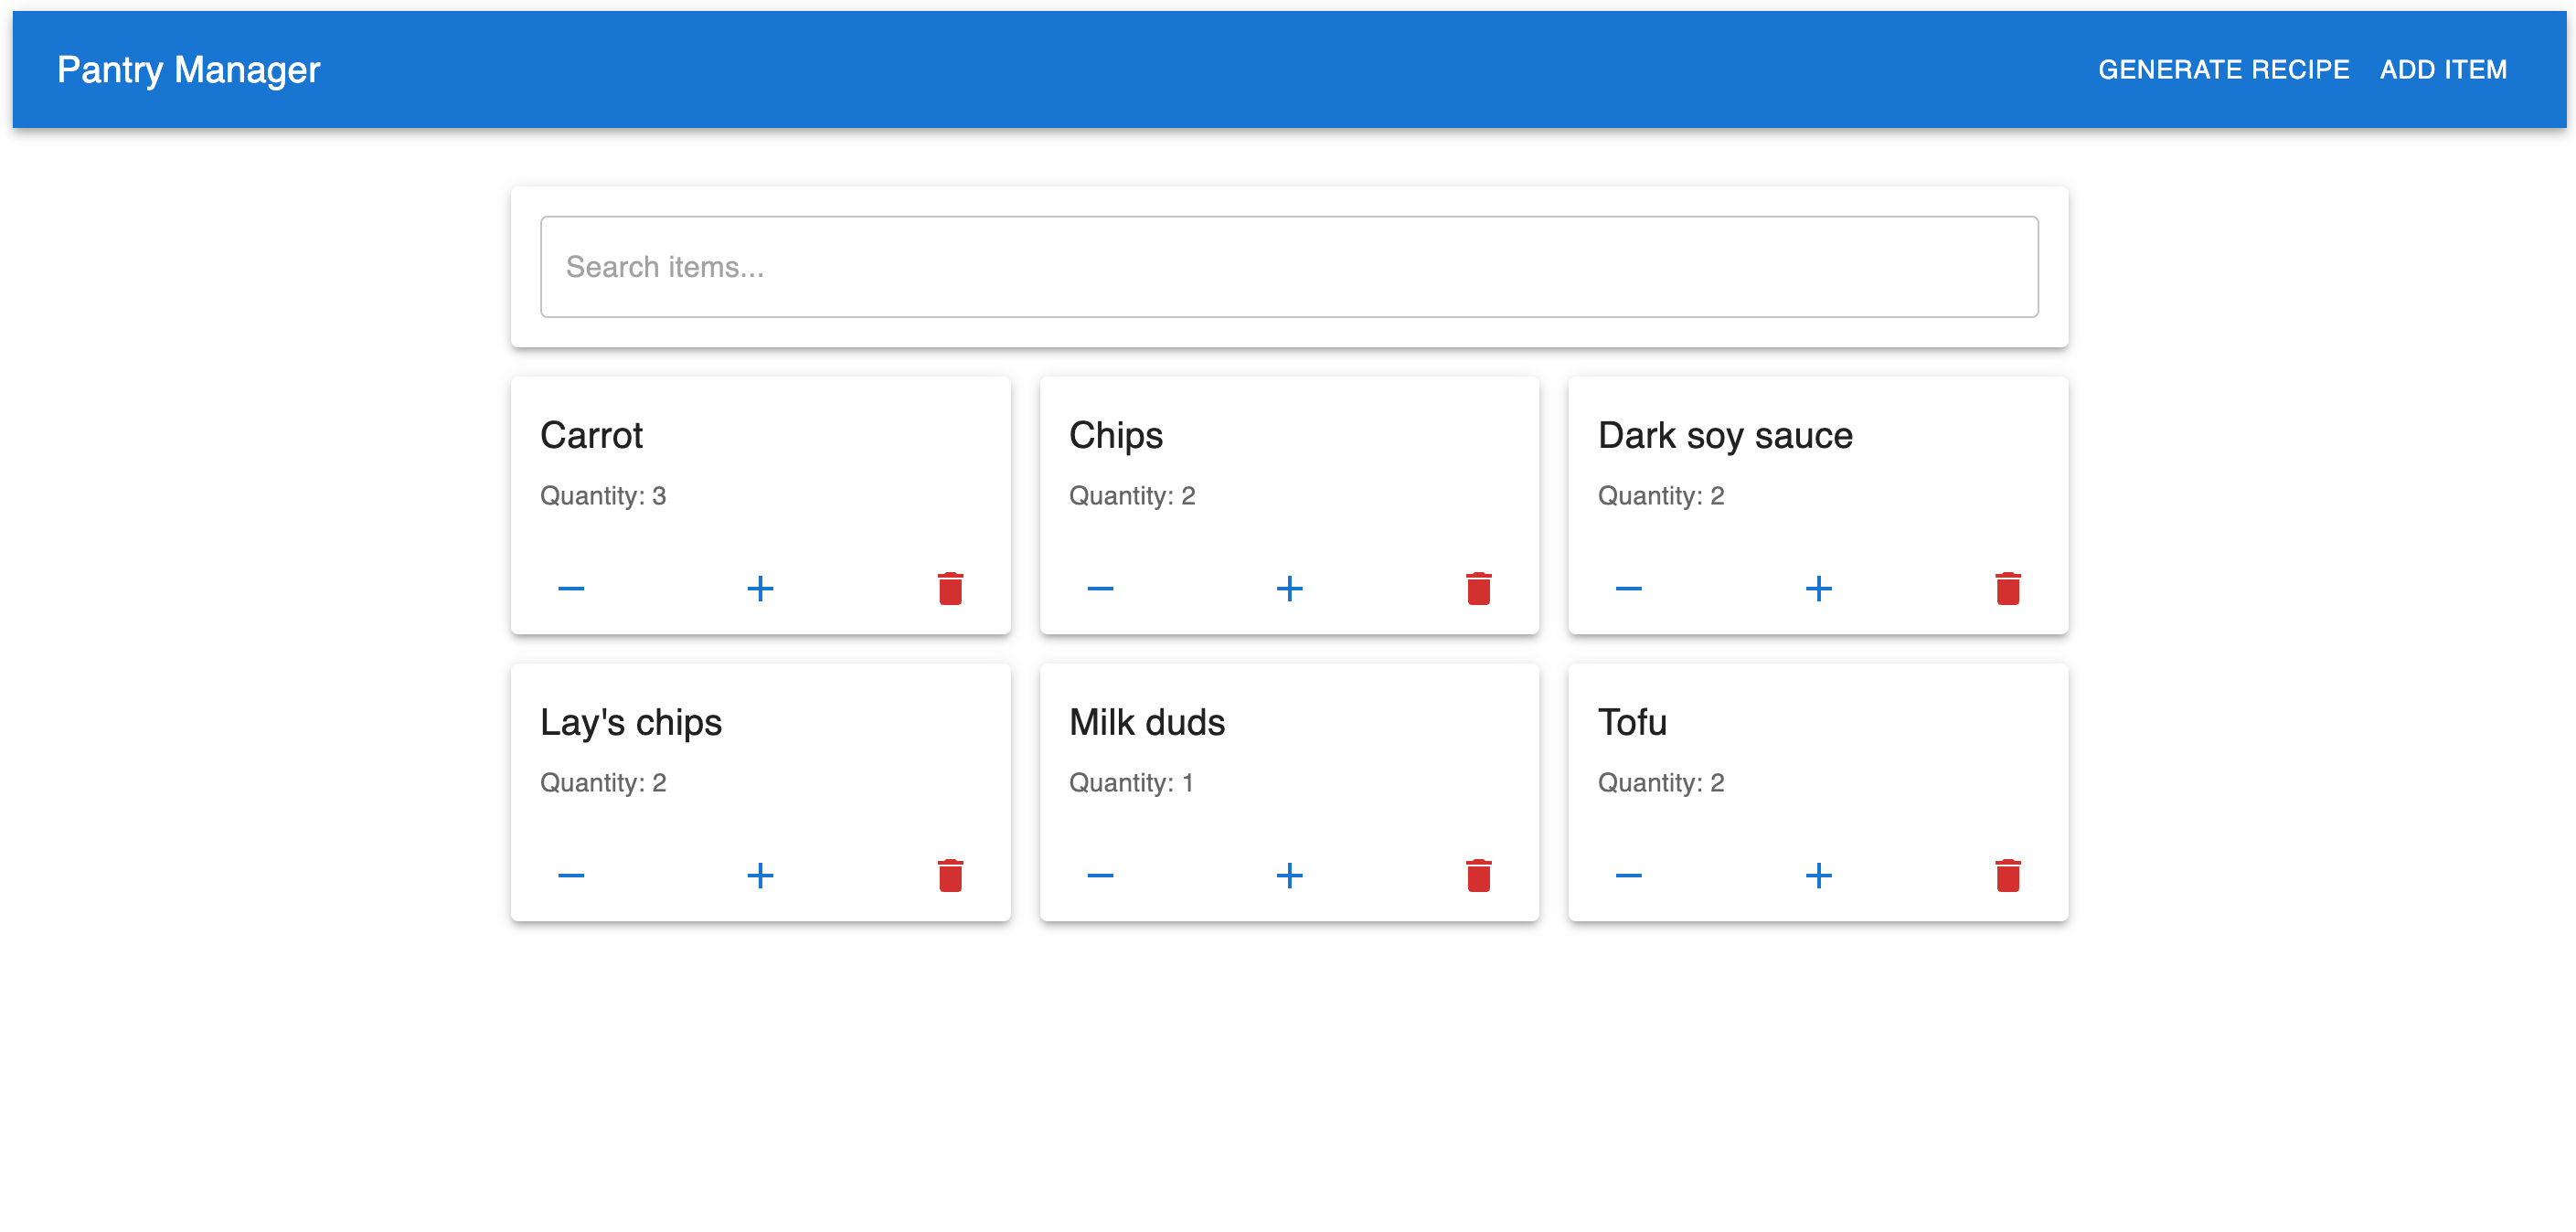 Pantry Manager
GENERATE RECIPE
ADD ITEM
Search items...
Carrot
Quantity: 3
Chips
Quantity: 2
Dark soy sauce
Quantity: 2
Lay's chips
Quantity: 2
Milk duds
Quantity: 1
Tofu
Quantity: 2